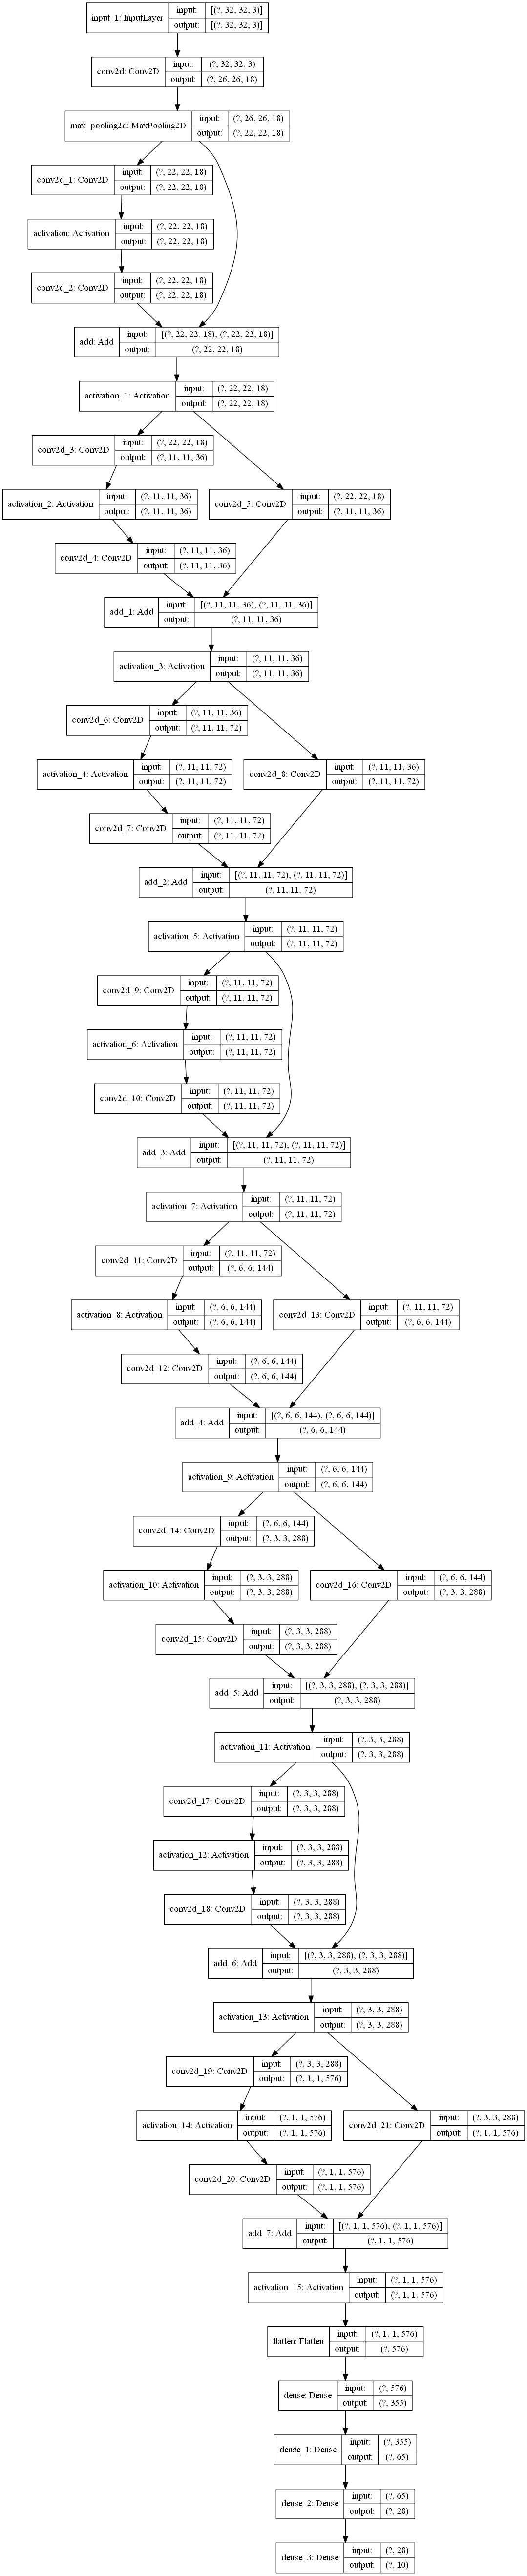 input_1: InputLayer input: [(?, 32, 32, 3)]
output: [(?, 32, 32, 3)]
conv2d: Conv2D input: (?, 32, 32, 3)
output: (?, 26, 26, 18)
max_pooling2d: MaxPooling2D input: (?, 26, 26, 18)
output: (?, 22, 22, 18)
conv2d_1: Conv2D input: (?, 22, 22, 18)
output: (?, 22, 22, 18)
activation: Activation input: (?, 22, 22, 18)
output: (?, 22, 22, 18)
conv2d_2: Conv2D input: (?, 22, 22, 18)
output: (?, 22, 22, 18)
add: Add input: [(?, 22, 22, 18), (?, 22, 22, 18)]
output: (?, 22, 22, 18)
activation_1: Activation input: (?, 22, 22, 18)
output: (?, 22, 22, 18)
conv2d_3: Conv2D input: (?, 22, 22, 18)
output: (?, 11, 11, 36)
activation_2: Activation input: (?, 11, 11, 36)
output: (?, 11, 11, 36)
conv2d_5: Conv2D input: (?, 22, 22, 18)
output: (?, 11, 11, 36)
conv2d_4: Conv2D input: (?, 11, 11, 36)
output: (?, 11, 11, 36)
add_1: Add input: [(?, 11, 11, 36), (?, 11, 11, 36)]
output: (?, 11, 11, 36)
activation_3: Activation input: (?, 11, 11, 36)
output: (?, 11, 11, 36)
conv2d_6: Conv2D input: (?, 11, 11, 36)
output: (?, 11, 11, 72)
activation_4: Activation input: (?, 11, 11, 72)
output: (?, 11, 11, 72)
conv2d_8: Conv2D input: (?, 11, 11, 36)
output: (?, 11, 11, 72)
conv2d_7: Conv2D input: (?, 11, 11, 72)
output: (?, 11, 11, 72)
add_2: Add input: [(?, 11, 11, 72), (?, 11, 11, 72)]
output: (?, 11, 11, 72)
activation_5: Activation input: (?, 11, 11, 72)
output: (?, 11, 11, 72)
conv2d_9: Conv2D input: (?, 11, 11, 72)
output: (?, 11, 11, 72)
activation_6: Activation input: (?, 11, 11, 72)
output: (?, 11, 11, 72)
conv2d_10: Conv2D input: (?, 11, 11, 72)
output: (?, 11, 11, 72)
add_3: Add input: [(?, 11, 11, 72), (?, 11, 11, 72)]
output: (?, 11, 11, 72)
activation_7: Activation input: (?, 11, 11, 72)
output: (?, 11, 11, 72)
conv2d_11: Conv2D input: (?, 11, 11, 72)
output: (?, 6, 6, 144)
activation_8: Activation input: (?, 6, 6, 144)
output: (?, 6, 6, 144)
conv2d_13: Conv2D input: (?, 11, 11, 72)
output: (?, 6, 6, 144)
conv2d_12: Conv2D input: (?, 6, 6, 144)
output: (?, 6, 6, 144)
add_4: Add input: [(?, 6, 6, 144), (?, 6, 6, 144)]
output: (?, 6, 6, 144)
activation_9: Activation input: (?, 6, 6, 144)
output: (?, 6, 6, 144)
conv2d_14: Conv2D input: (?, 6, 6, 144)
output: (?, 3, 3, 288)
activation_10: Activation input: (?, 3, 3, 288)
output: (?, 3, 3, 288)
conv2d_16: Conv2D input: (?, 6, 6, 144)
output: (?, 3, 3, 288)
conv2d_15: Conv2D input: (?, 3, 3, 288)
output: (?, 3, 3, 288)
add_5: Add input: [(?, 3, 3, 288), (?, 3, 3, 288)]
output: (?, 3, 3, 288)
activation_11: Activation input: (?, 3, 3, 288)
output: (?, 3, 3, 288)
conv2d_17: Conv2D input: (?, 3, 3, 288)
output: (?, 3, 3, 288)
activation_12: Activation input: (?, 3, 3, 288)
output: (?, 3, 3, 288)
conv2d_18: Conv2D input: (?, 3, 3, 288)
output: (?, 3, 3, 288)
add_6: Add input: [(?, 3, 3, 288), (?, 3, 3, 288)]
output: (?, 3, 3, 288)
activation_13: Activation input: (?, 3, 3, 288)
output: (?, 3, 3, 288)
conv2d_19: Conv2D input: (?, 3, 3, 288)
output: (?, 1, 1, 576)
activation_14: Activation input: (?, 1, 1, 576)
output: (?, 1, 1, 576)
conv2d_21: Conv2D input: (?, 3, 3, 288)
output: (?, 1, 1, 576)
conv2d_20: Conv2D input: (?, 1, 1, 576)
output: (?, 1, 1, 576)
add_7: Add input: [(?, 1, 1, 576), (?, 1, 1, 576)]
output: (?, 1, 1, 576)
activation_15: Activation input: (?, 1, 1, 576)
output: (?, 1, 1, 576)
flatten: Flatten input: (?, 1, 1, 576)
output: (?, 576)
dense: Dense input: (?, 576)
output: (?, 355)
dense_1: Dense input: (?, 355)
output: (?, 65)
dense_2: Dense input: (?, 65)
output: (?, 28)
dense_3: Dense input: (?, 28)
output: (?, 10)